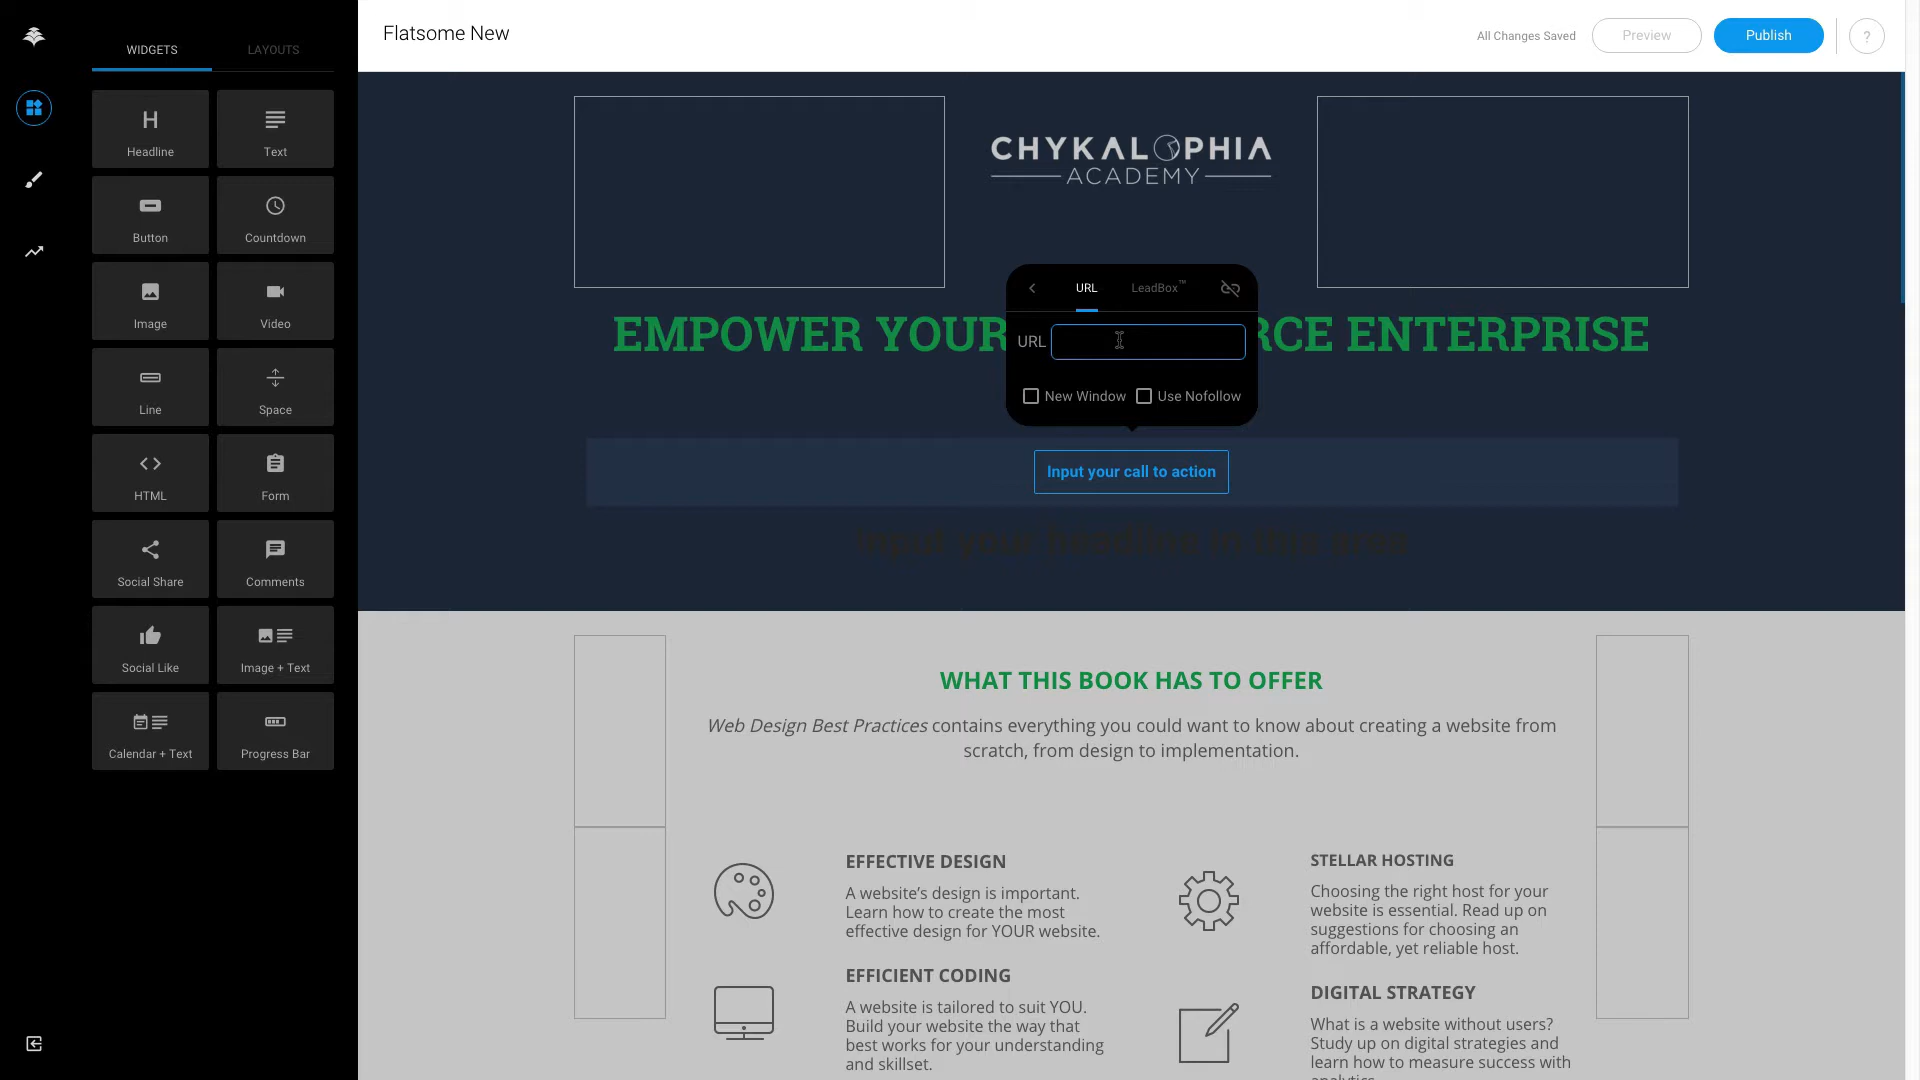 WIDGETS
LAYOUTS
Headline
Text
Button
Countdown
Image
Video
Line
Space
HTML
Form
Social Share
Comments
Social Like
Image + Text
Calendar + Text
Progress Bar
Flatsome New
All Changes Saved
Preview
Publish
?
CHYKALOPHIA
ACADEMY
URL
LeadBox™
EMPOWER YOUR RCE ENTERPRISE
URL
New Window
Use Nofollow
Input your call to action
Input your headline in this area
WHAT THIS BOOK HAS TO OFFER
Web Design Best Practices contains everything you could want to know about creating a website from
scratch, from design to implementation.
EFFECTIVE DESIGN
A website's design is important.
Learn how to create the most
effective design for YOUR website.
STELLAR HOSTING
Choosing the right host for your
website is essential. Read up on
suggestions for choosing an
affordable, yet reliable host.
EFFICIENT CODING
A website is tailored to suit YOU.
Build your website the way that
best works for your understanding
and skillset.
DIGITAL STRATEGY
What is a website without users?
Study up on digital strategies and
learn how to measure success with